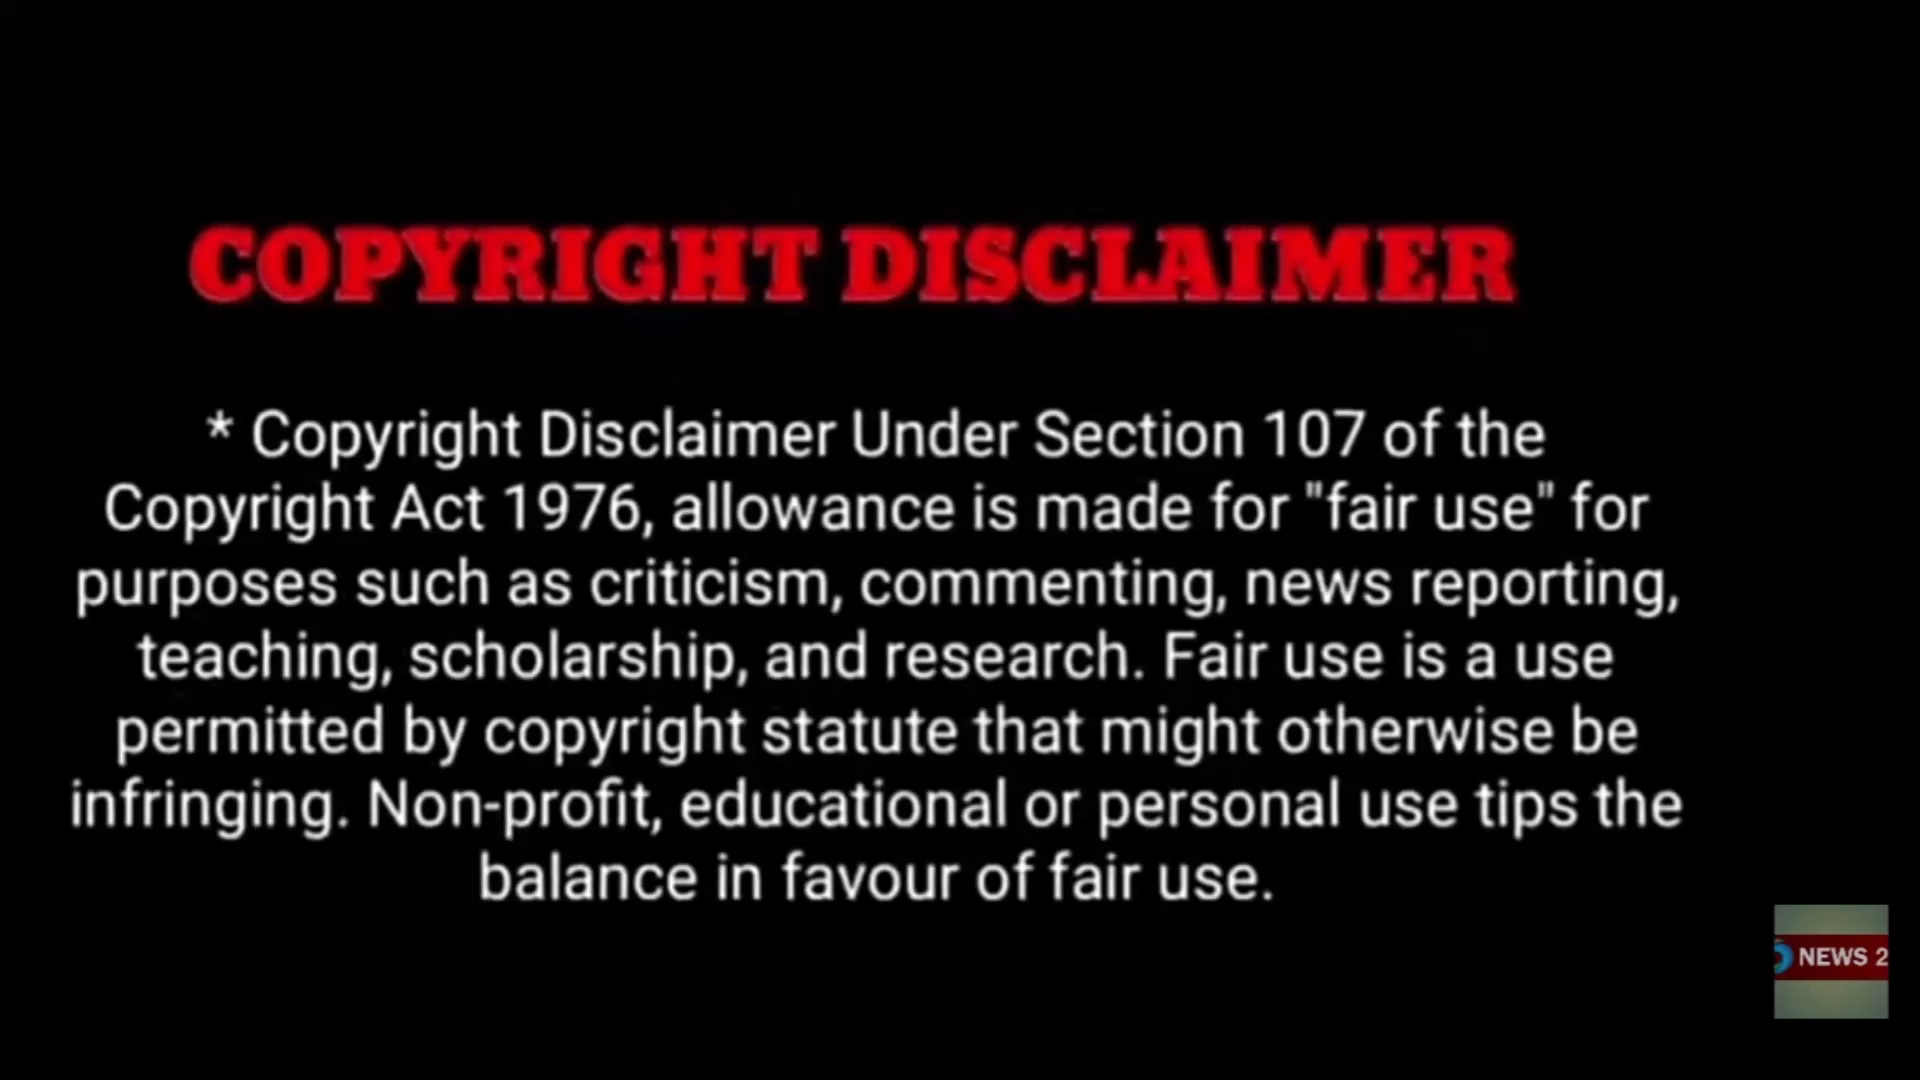 COPYRIGHT DISCLAIMER
* Copyright Disclaimer Under Section 107 of the
Copyright Act 1976, allowance is made for "fair use" for
purposes such as criticism, commenting, news reporting,
teaching, scholarship, and research. Fair use is a use
permitted by copyright statute that might otherwise be
infringing. Non-profit, educational or personal use tips the
balance in favour of fair use.
NEWS 2